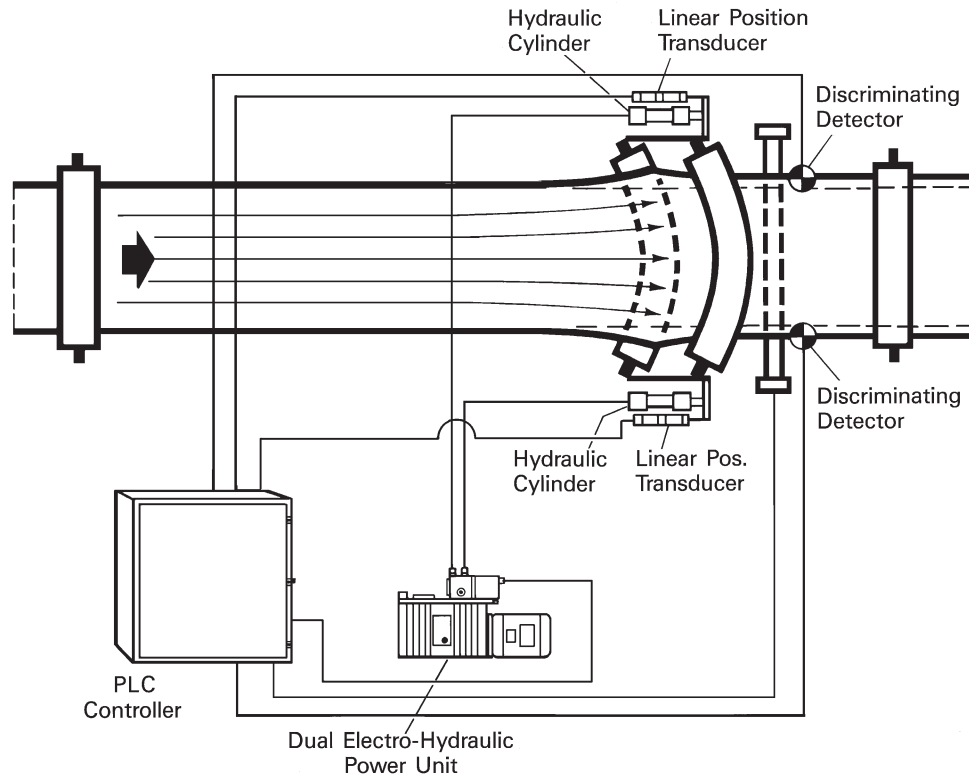 Hydraulic
Cylinder
Linear Position
Transducer
Discriminating
Detector
Discriminating
Detector
Hydraulic
Cylinder
Linear Pos.
Transducer
PLC
Controller
Dual Electro-Hydraulic
Power Unit